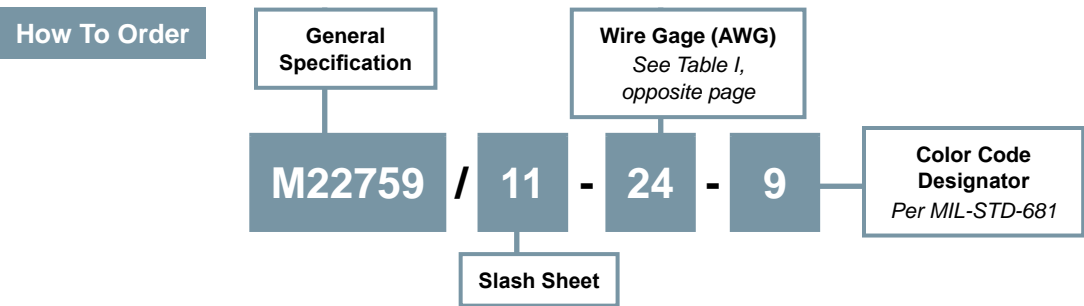 How To Order
General
Specification
Wire Gage (AWG)
See Table I,
opposite page
M22759 / 11 - 24 - 9
Color Code
Designator
Per MIL-STD-681
Slash Sheet